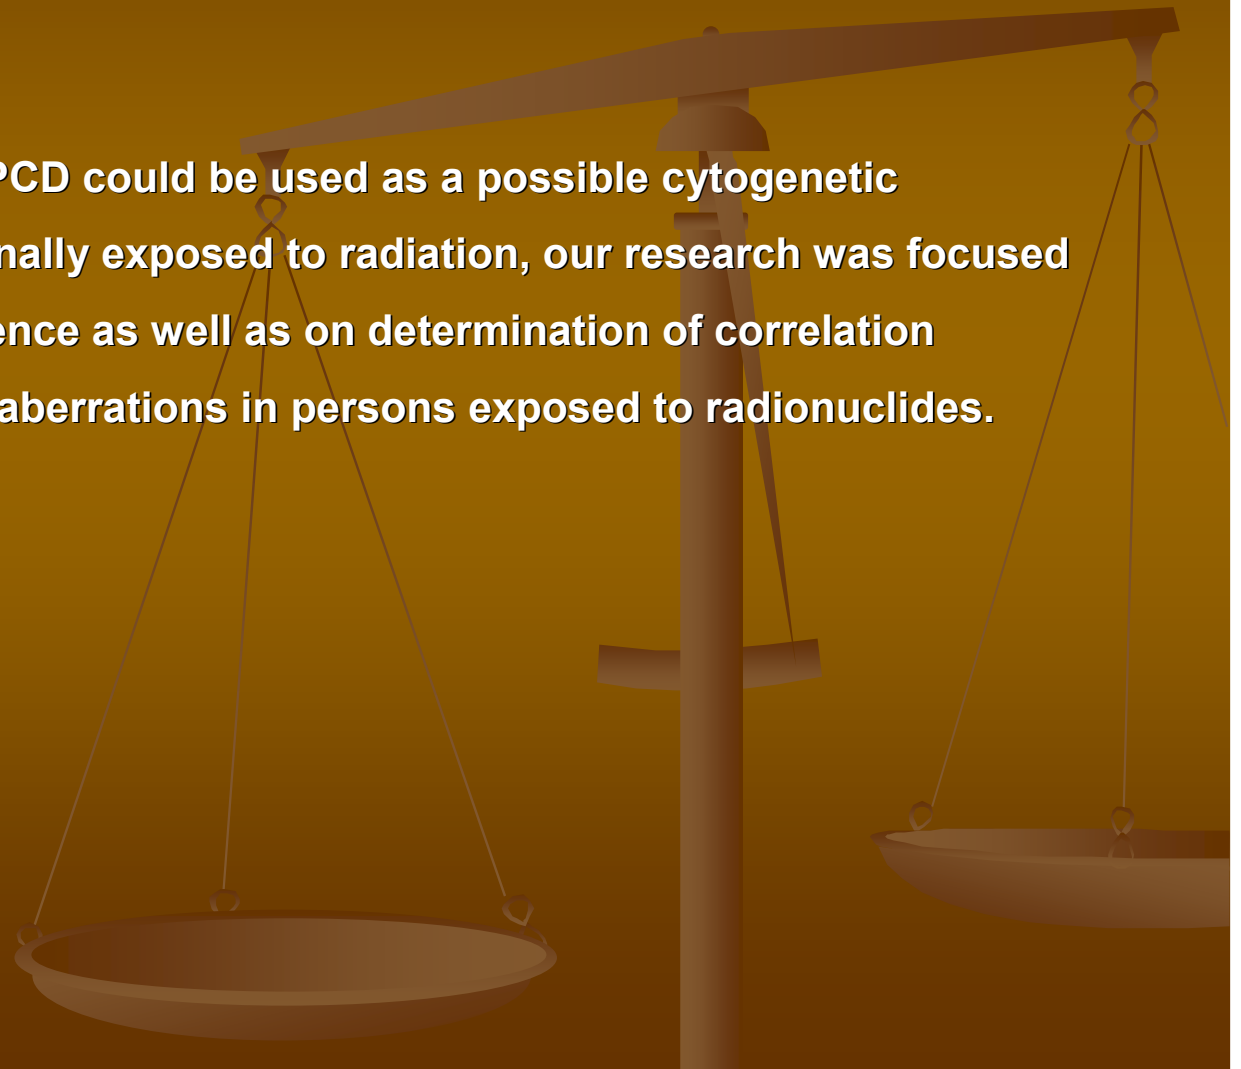 PCD could be used as a possible cytogenetic
nally exposed to radiation, our research was focused
ence as well as on determination of correlation
aberrations in persons exposed to radionuclides.